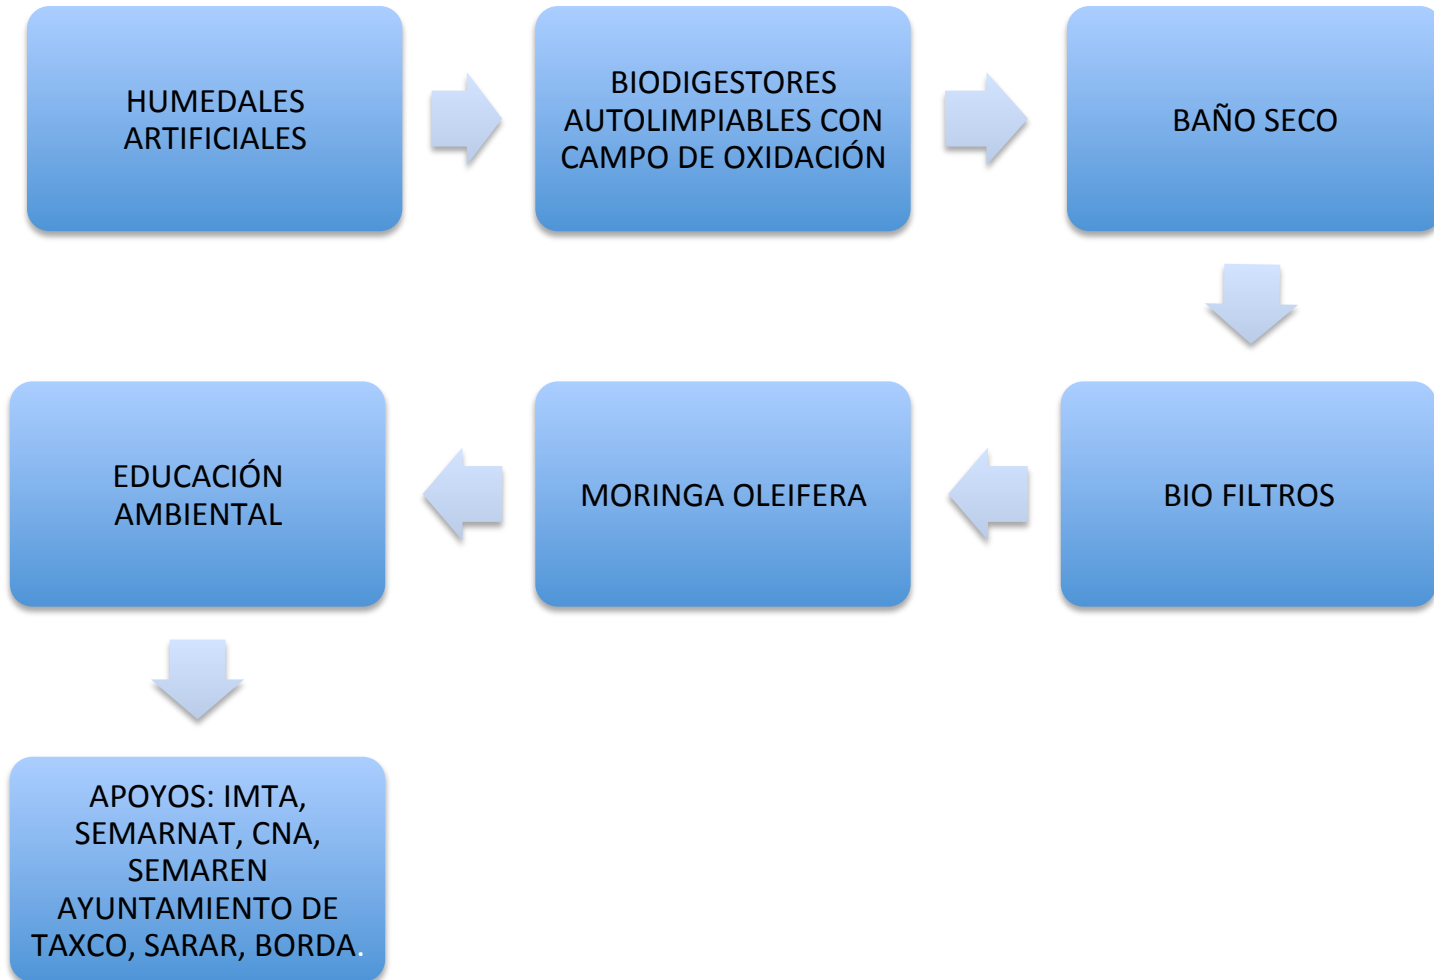 HUMEDALES
ARTIFICIALES
BIODIGESTORES
AUTOLIMPIABLES CON
CAMPO DE OXIDACIÓN
BAÑO SECO
BIO FILTROS
MORINGA OLEIFERA
EDUCACIÓN
AMBIENTAL
APOYOS: IMTA,
SEMARNAT, CNA,
SEMAREN
AYUNTAMIENTO DE
TAXCO, SARAR, BORDA.